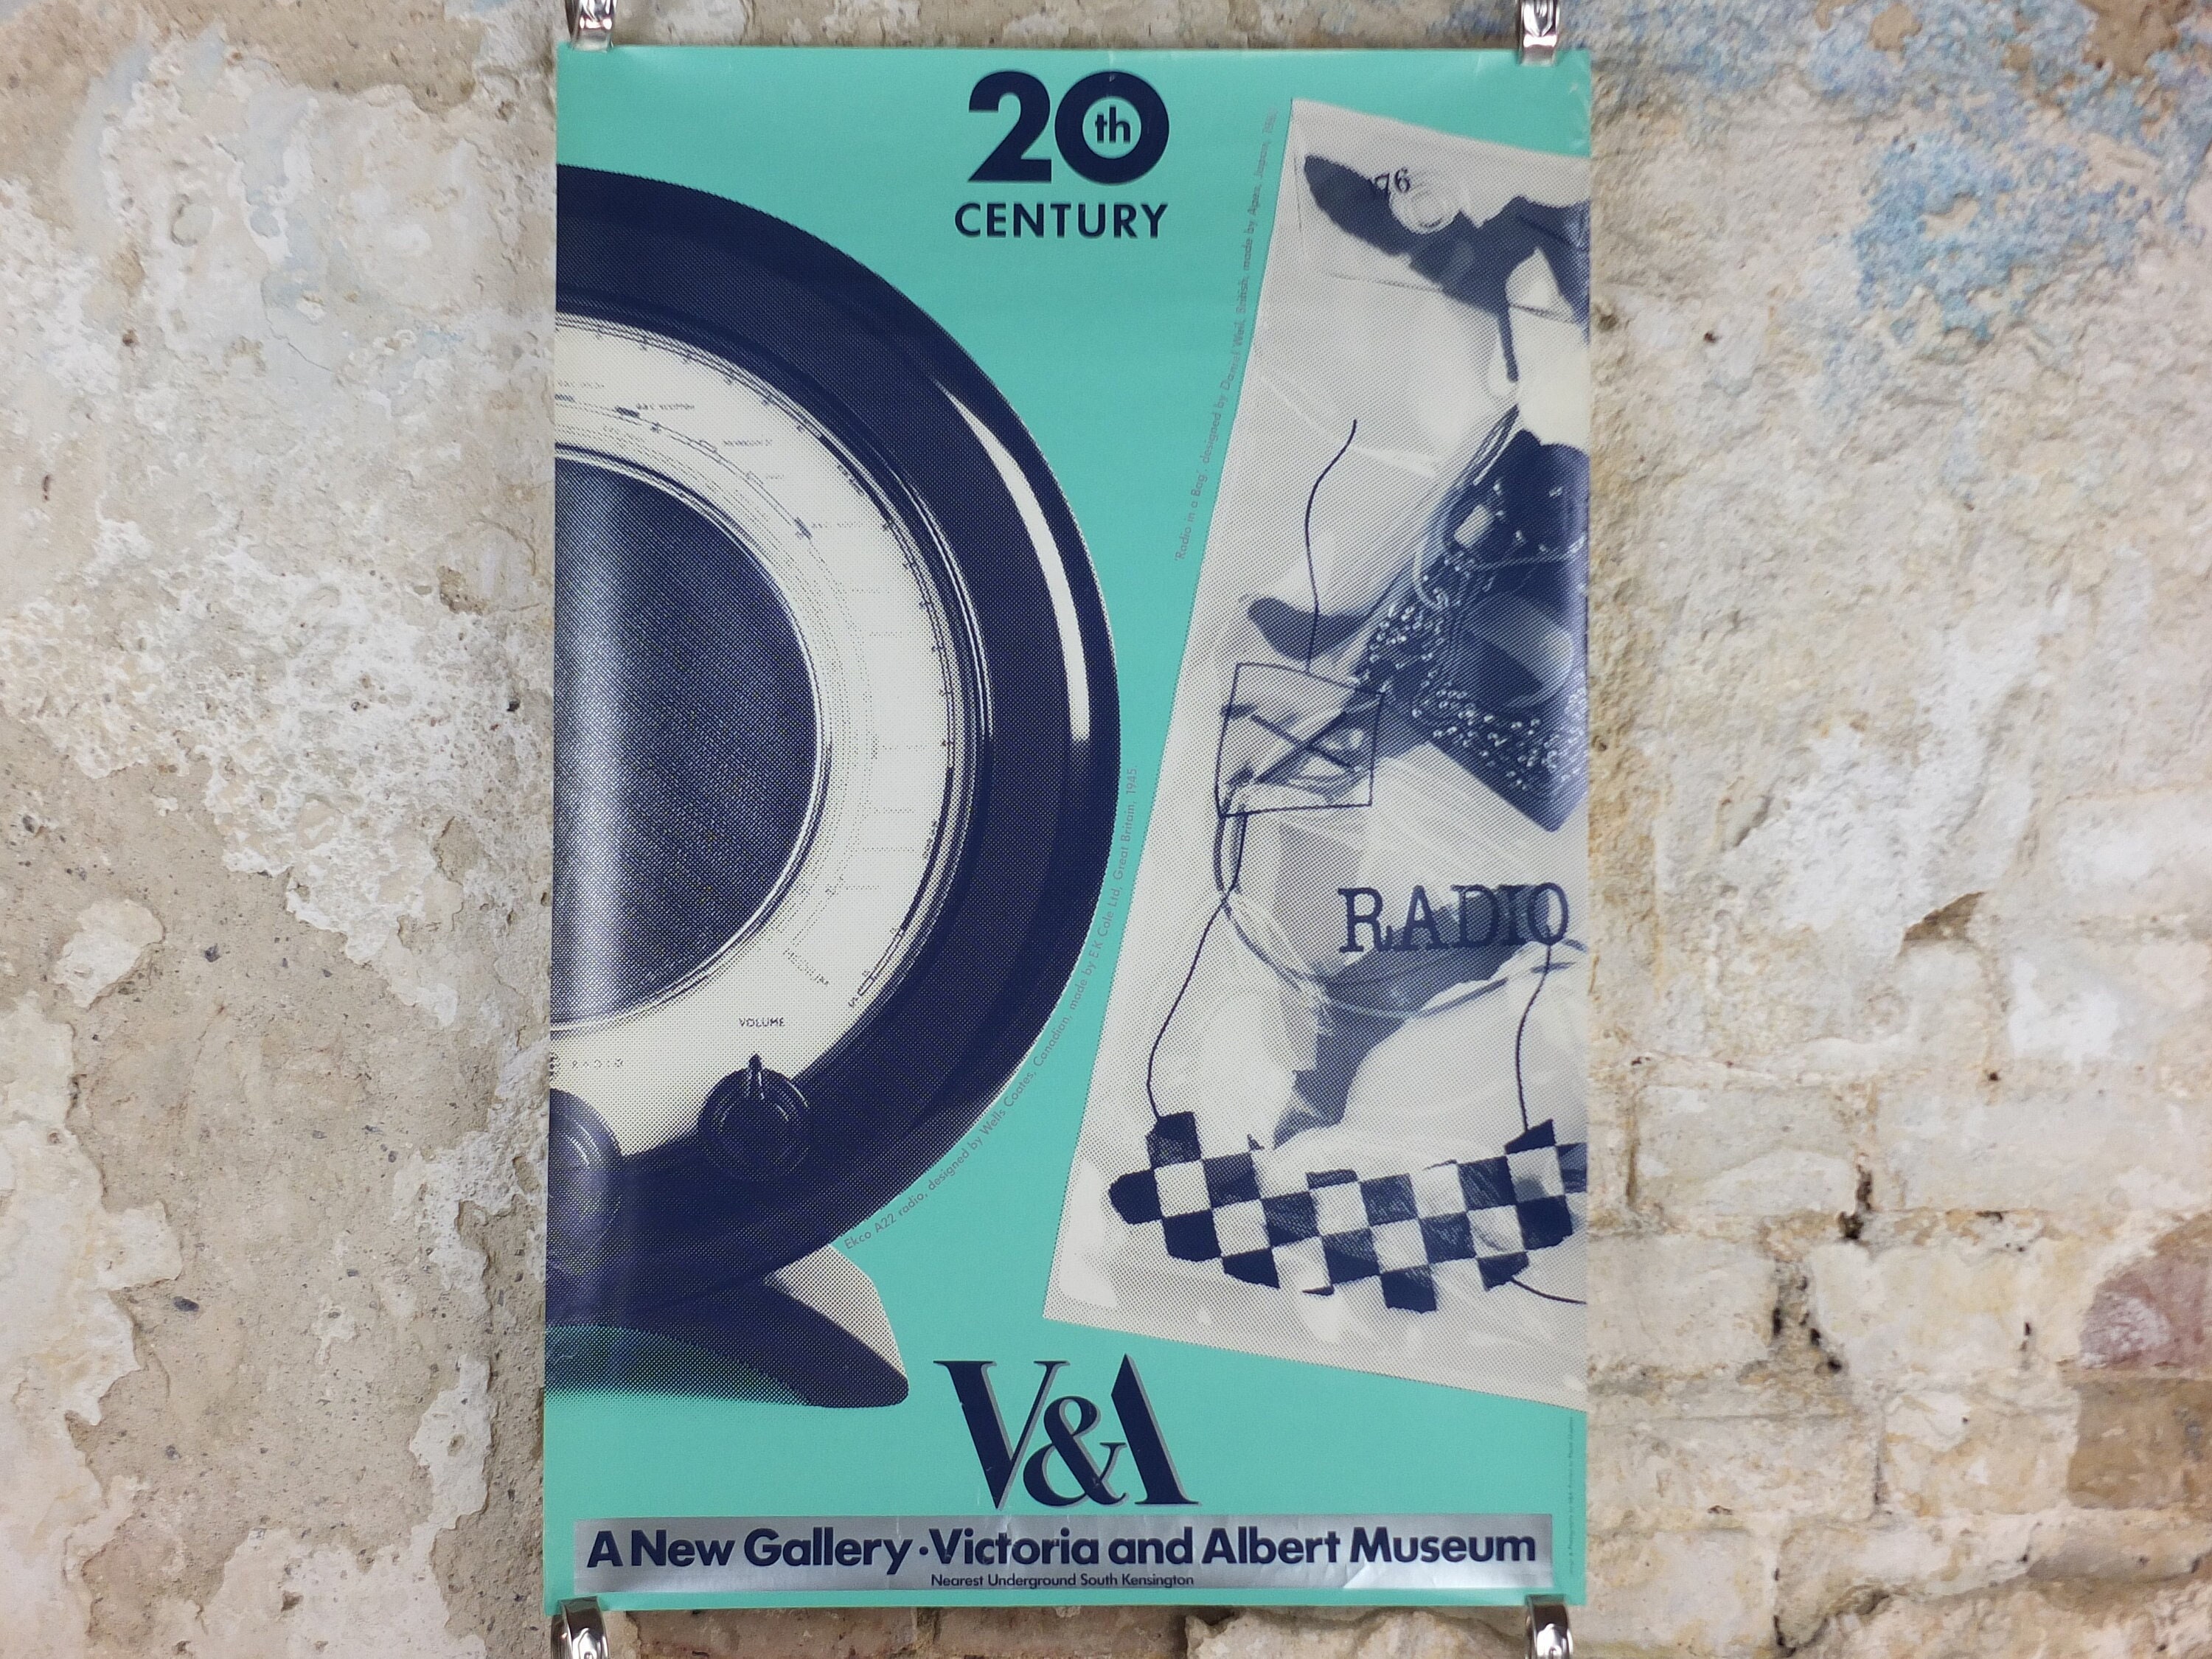 20th
CENTURY
76
'Radio in a Bag', designed by Daniel Weil, British, made by Apex, Japan,
Ekco A22 radio, designed by Wells Coates, Canadian, made by E K Cole Ltd, Great Britain, 1945
RADIO
MEDIUM
VOLUME
RADIO
V&A
A New Gallery · Victoria and Albert Museum
Nearest Underground South Kensington